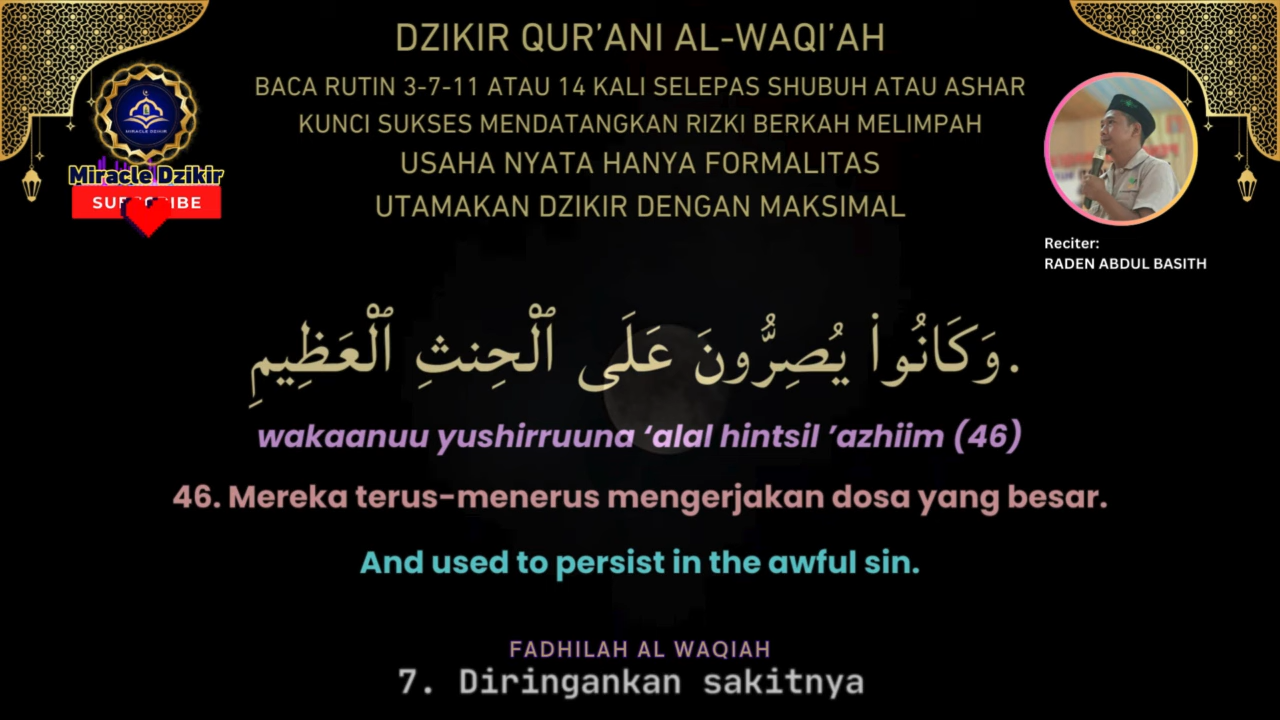 DZIKIR QUR'ANI AL-WAQI'AH
BACA RUTIN 3-7-11 ATAU 14 KALI SELEPAS SHUBUH ATAU ASHAR
KUNCI SUKSES MENDATANGKAN RIZKI BERKAH MELIMPAH
USAHA NYATA HANYA FORMALITAS
UTAMAKAN DZIKIR DENGAN MAKSIMAL
MIRACLE DZIKIR
Miracle Dzikir
Reciter:
RADEN ABDUL BASITH
وَكَانُوا۟ يُصِرُّونَ عَلَى ٱلْحِنثِ ٱلْعَظِيمِ.
wakaanuu yushirruuna ‘alal hintsil ’azhiim (46)
46. Mereka terus-menerus mengerjakan dosa yang besar.
And used to persist in the awful sin.
FADHILAH AL WAQIAH
7. Diringankan sakitnya